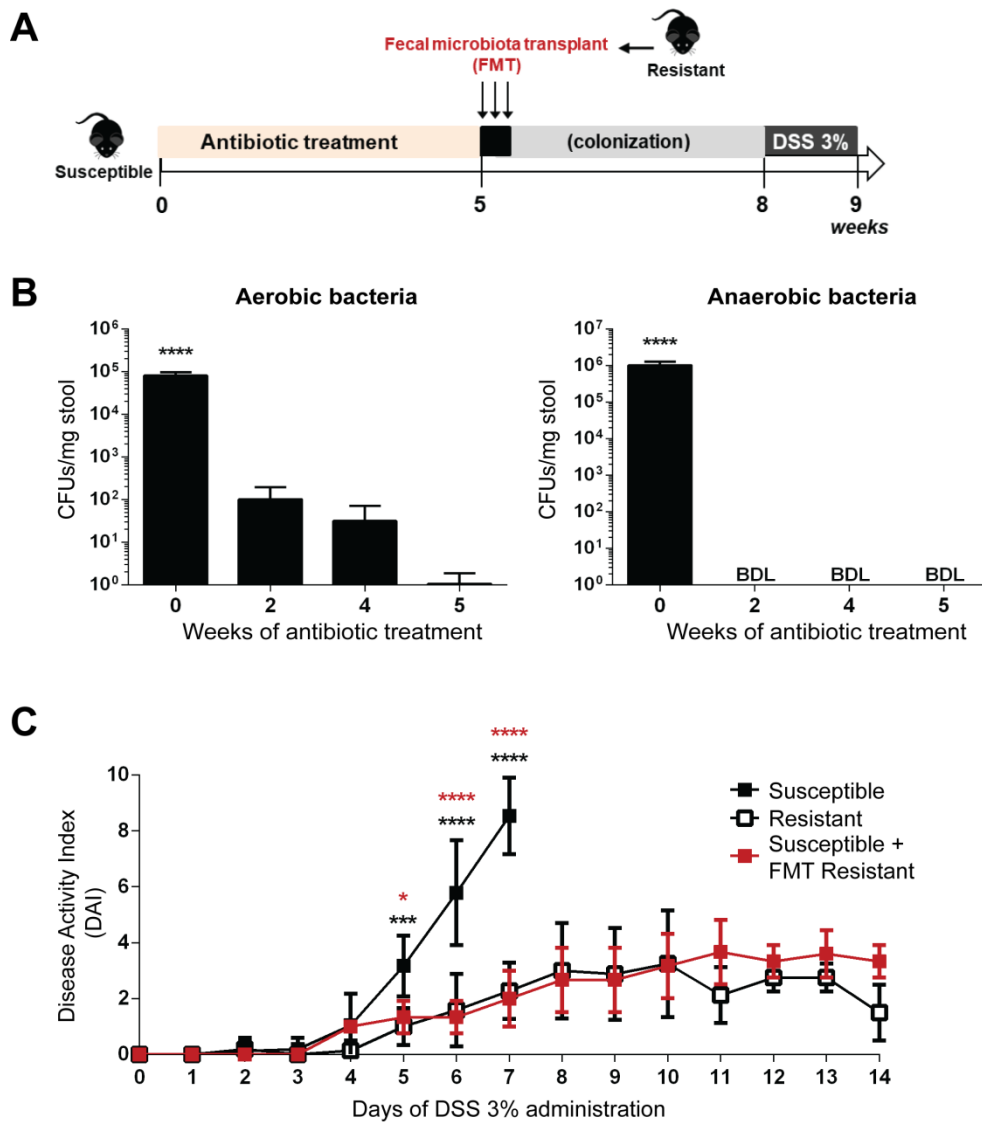 A
Fecal microbiota transplant
(FMT)
Resistant
Susceptible
Antibiotic treatment
(colonization)
DSS 3%
0
5
8
9
weeks
B
Aerobic bacteria
CFUs/mg stool
10⁶
10⁵
10⁴
10³
10²
10¹
10⁰
****
0 2 4 5
Weeks of antibiotic treatment
Anaerobic bacteria
CFUs/mg stool
10⁷
10⁶
10⁵
10⁴
10³
10²
10¹
10⁰
****
BDL BDL BDL
0 2 4 5
Weeks of antibiotic treatment
C
Disease Activity Index
(DAI)
10
8
6
4
2
0
*
***
****
****
****
****
Susceptible
Resistant
Susceptible +
FMT Resistant
0 1 2 3 4 5 6 7 8 9 10 11 12 13 14
Days of DSS 3% administration